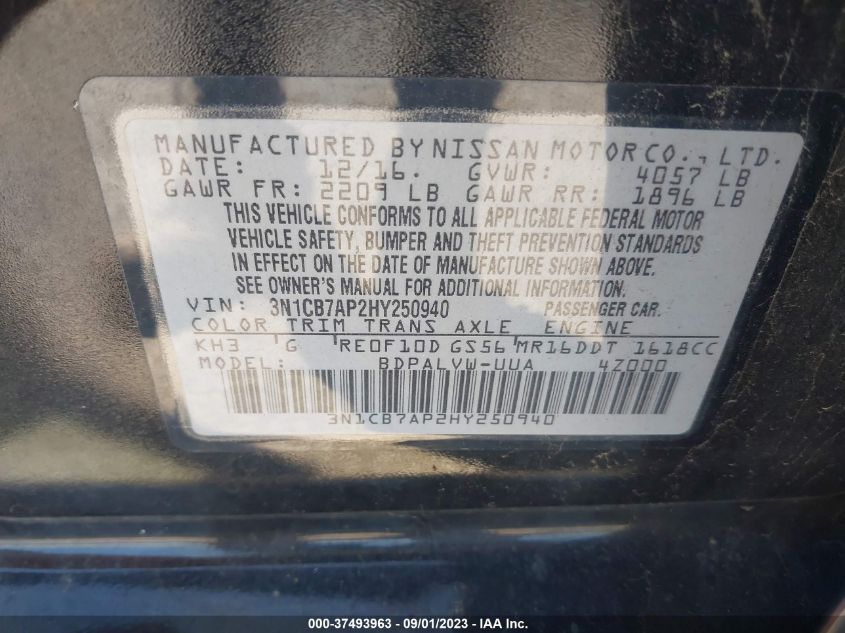 MANUFACTURED BY NISSAN MOTOR CO., LTD.
DATE: 12/16. GVWR: 4057 LB
GAWR FR: 2209 LB GAWR RR: 1896 LB
THIS VEHICLE CONFORMS TO ALL APPLICABLE FEDERAL MOTOR
VEHICLE SAFETY, BUMPER AND THEFT PREVENTION STANDARDS
IN EFFECT ON THE DATE OF MANUFACTURE SHOWN ABOVE.
SEE OWNER'S MANUAL FOR ADDITIONAL INFORMATION.
VIN: 3N1CB7AP2HY250940 PASSENGER CAR.
COLOR TRIM TRANS AXLE ENGINE
KH3 G RE0F10D GS56 MR16DDT 1618CC
MODEL: BDPALVW-UUA 4Z000
3N1CB7AP2HY250940
000-37493963 - 09/01/2023 - IAAI.COM